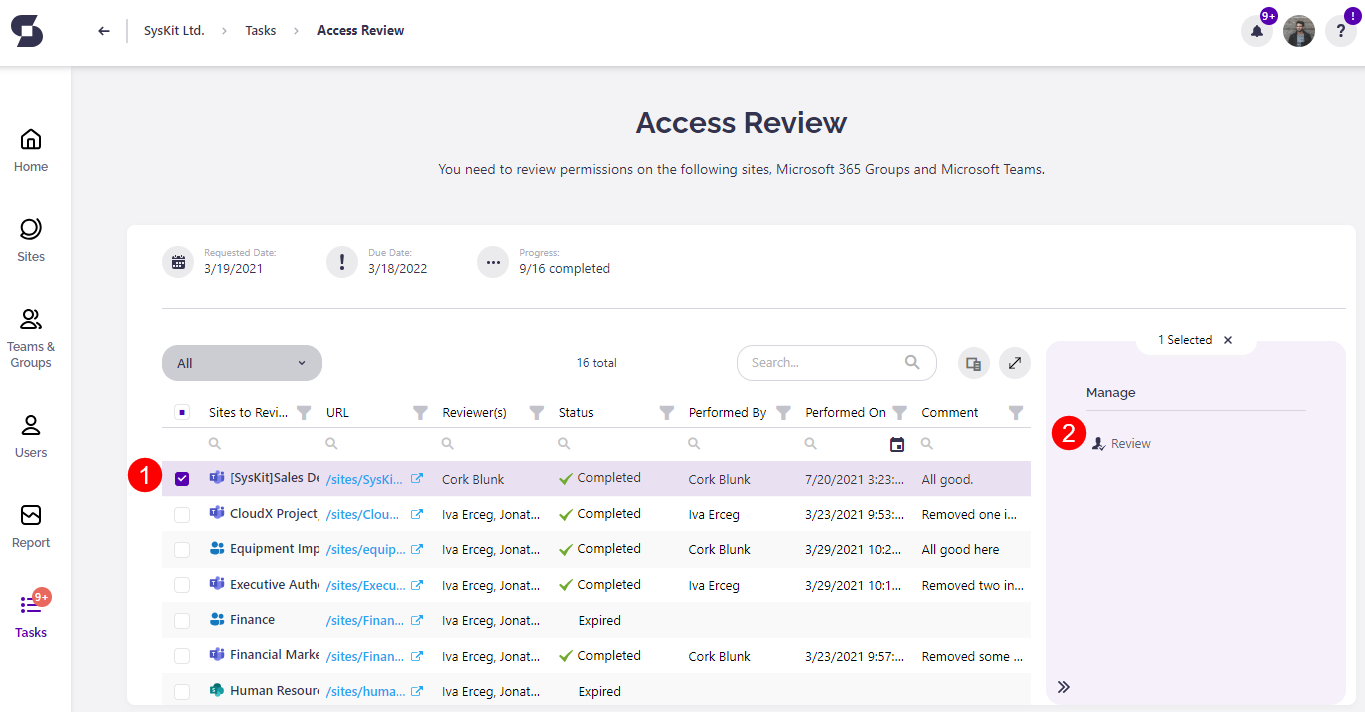 SysKit Ltd. > Tasks > Access Review
9+
!
?
Home
Sites
Teams &
Groups
Users
Report
9+
Tasks
Access Review
You need to review permissions on the following sites, Microsoft 365 Groups and Microsoft Teams.
Requested Date:
3/19/2021
Due Date:
3/18/2022
Progress:
9/16 completed
All
16 total
Search...
1 Selected ×
Manage
2
Review
Sites to Revi... URL Reviewer(s) Status Performed By Performed On Comment
1
[SysKit]Sales De /sites/SysKi... Cork Blunk Completed Cork Blunk 7/20/2021 3:23:... All good.
CloudX Project, /sites/Clou... Iva Erceg, Jonat... Completed Iva Erceg 3/23/2021 9:53:... Removed one i...
Equipment Imp /sites/equip... Iva Erceg, Jonat... Completed Cork Blunk 3/29/2021 10:2... All good here
Executive Auth /sites/Execu... Iva Erceg, Jonat... Completed Iva Erceg 3/29/2021 10:1... Removed two in...
Finance /sites/Finan... Iva Erceg, Jonat... Expired
Financial Marke /sites/Finan... Iva Erceg, Jonat... Completed Cork Blunk 3/23/2021 9:57:... Removed some ...
Human Resour /sites/huma... Iva Erceg, Jonat... Expired